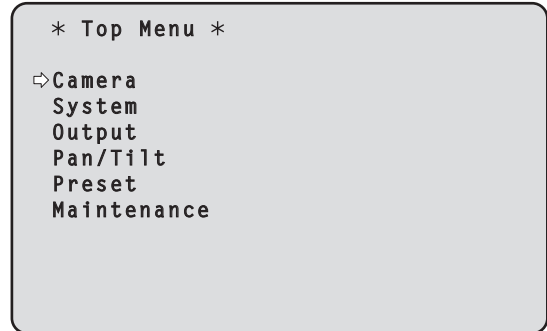 * Top Menu *
⇨Camera
System
Output
Pan/Tilt
Preset
Maintenance